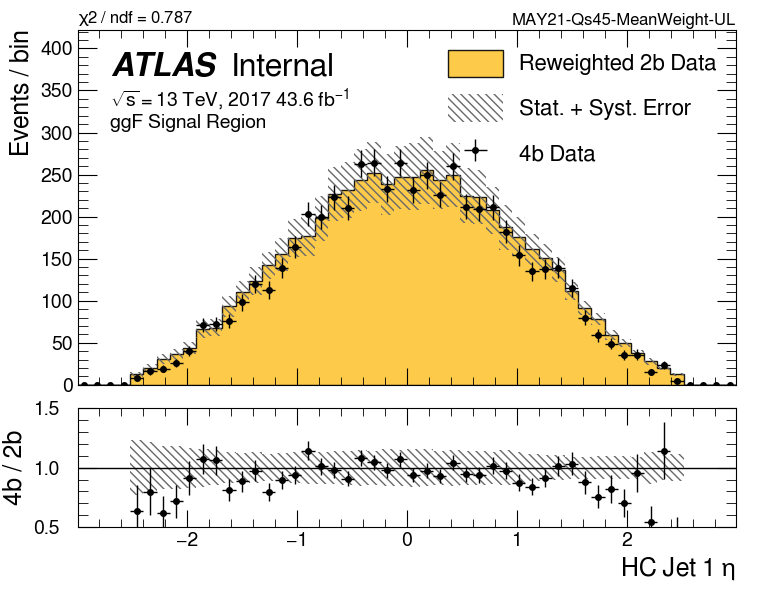 χ2 / ndf = 0.787
MAY21-Qs45-MeanWeight-UL
Events / bin
400
350
300
250
200
150
100
50
0
ATLAS Internal
√s = 13 TeV, 2017 43.6 fb−1
ggF Signal Region
Reweighted 2b Data
Stat. + Syst. Error
4b Data
4b / 2b
1.5
1.0
0.5
−2 −1 0 1 2
HC Jet 1 η